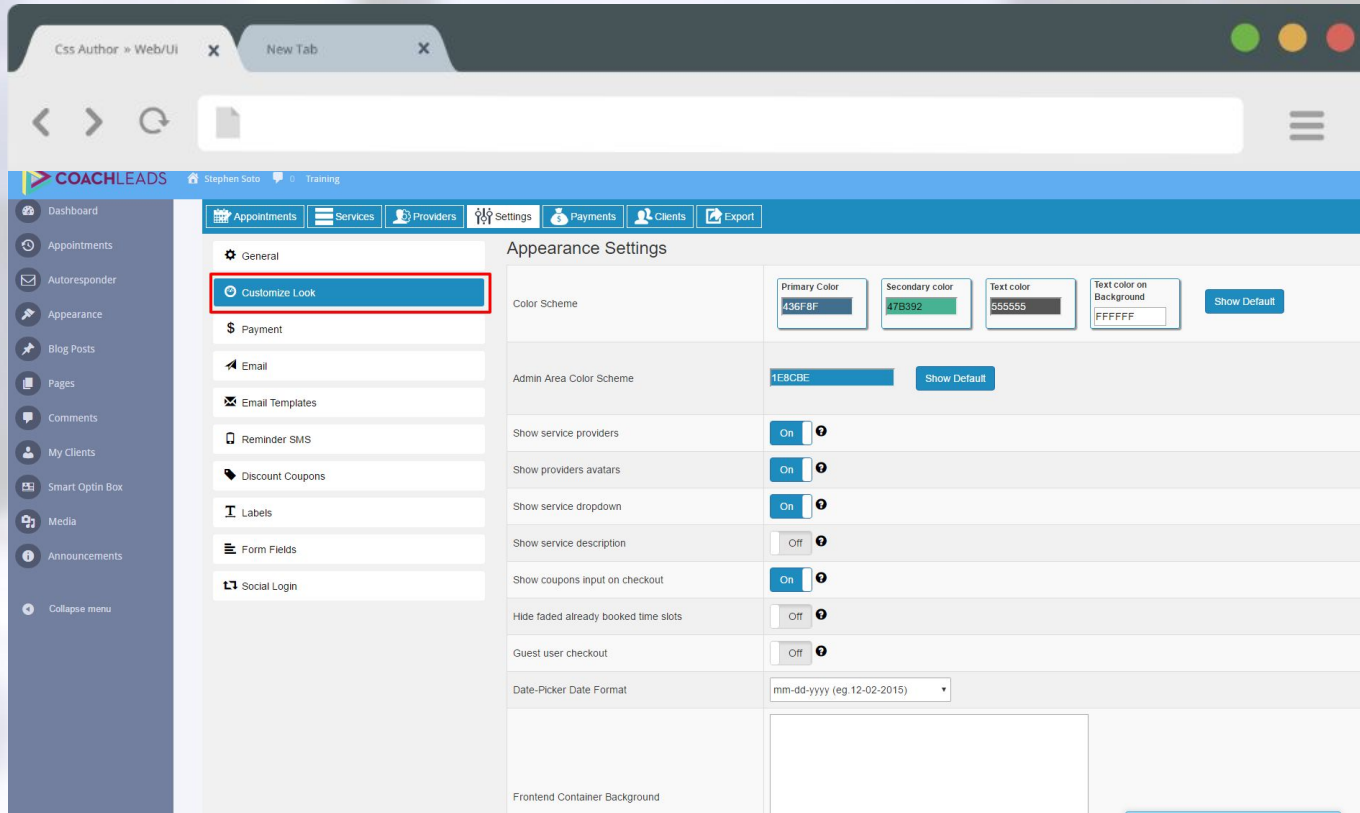 Css Author » Web/Ui
New Tab
COACHLEADS
Stephen Soto 0 Training
Dashboard
Appointments
Autoresponder
Appearance
Blog Posts
Pages
Comments
My Clients
Smart Optin Box
Media
Announcements
Collapse menu
Appointments Services Providers Settings Payments Clients Export
General
Customize Look
Payment
Email
Email Templates
Reminder SMS
Discount Coupons
Labels
Form Fields
Social Login
Appearance Settings
Color Scheme
Primary Color
436F8F
Secondary color
47B392
Text color
555555
Text color on
Background
FFFFFF
Show Default
Admin Area Color Scheme
1E8CBE
Show Default
Show service providers On
Show providers avatars On
Show service dropdown On
Show service description Off
Show coupons input on checkout On
Hide faded already booked time slots Off
Guest user checkout Off
Date-Picker Date Format mm-dd-yyyy (eg.12-02-2015)
Frontend Container Background